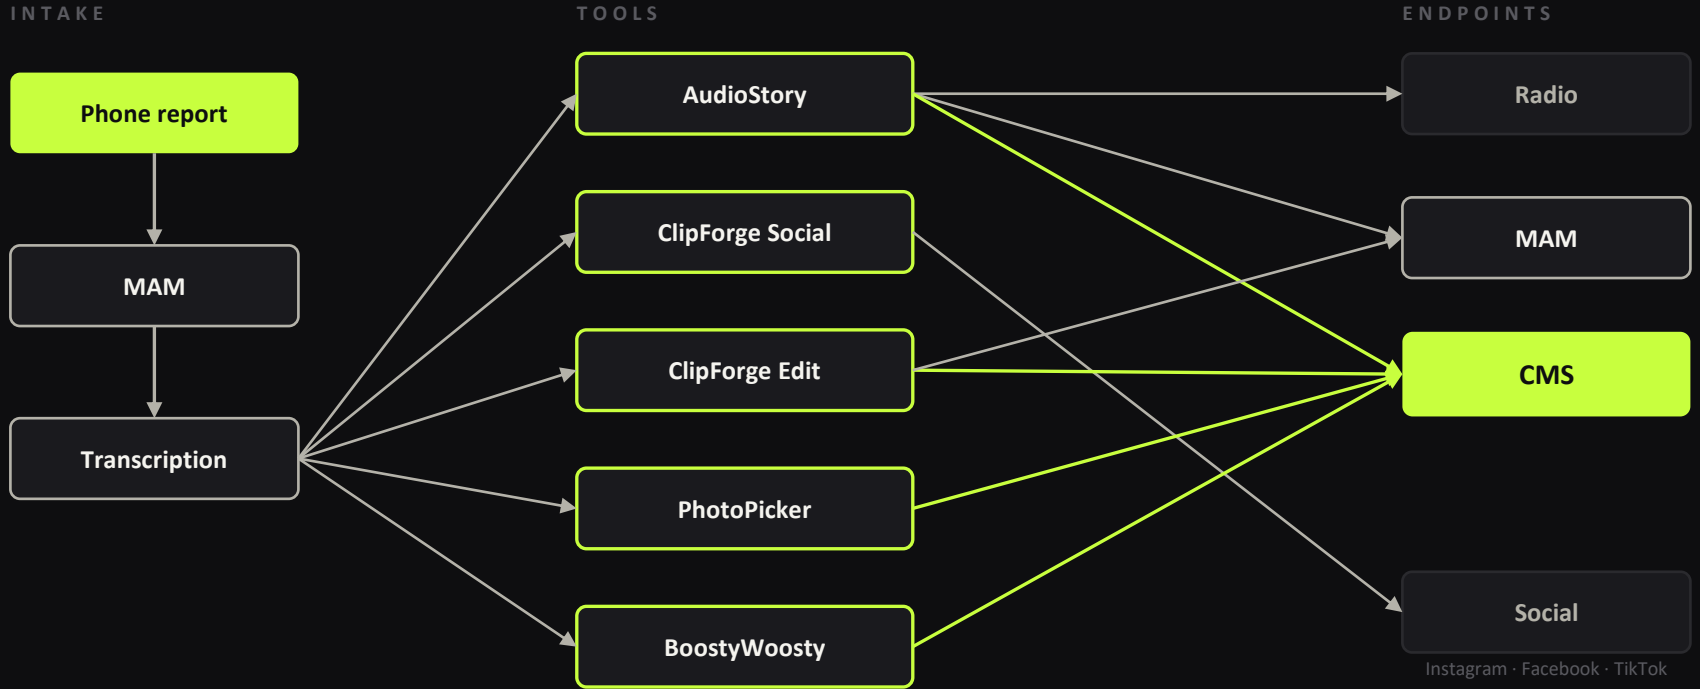 INTAKE
Phone report
MAM
Transcription
TOOLS
AudioStory
ClipForge Social
ClipForge Edit
PhotoPicker
BoostyWoosty
ENDPOINTS
Radio
MAM
CMS
Social
Instagram · Facebook · TikTok